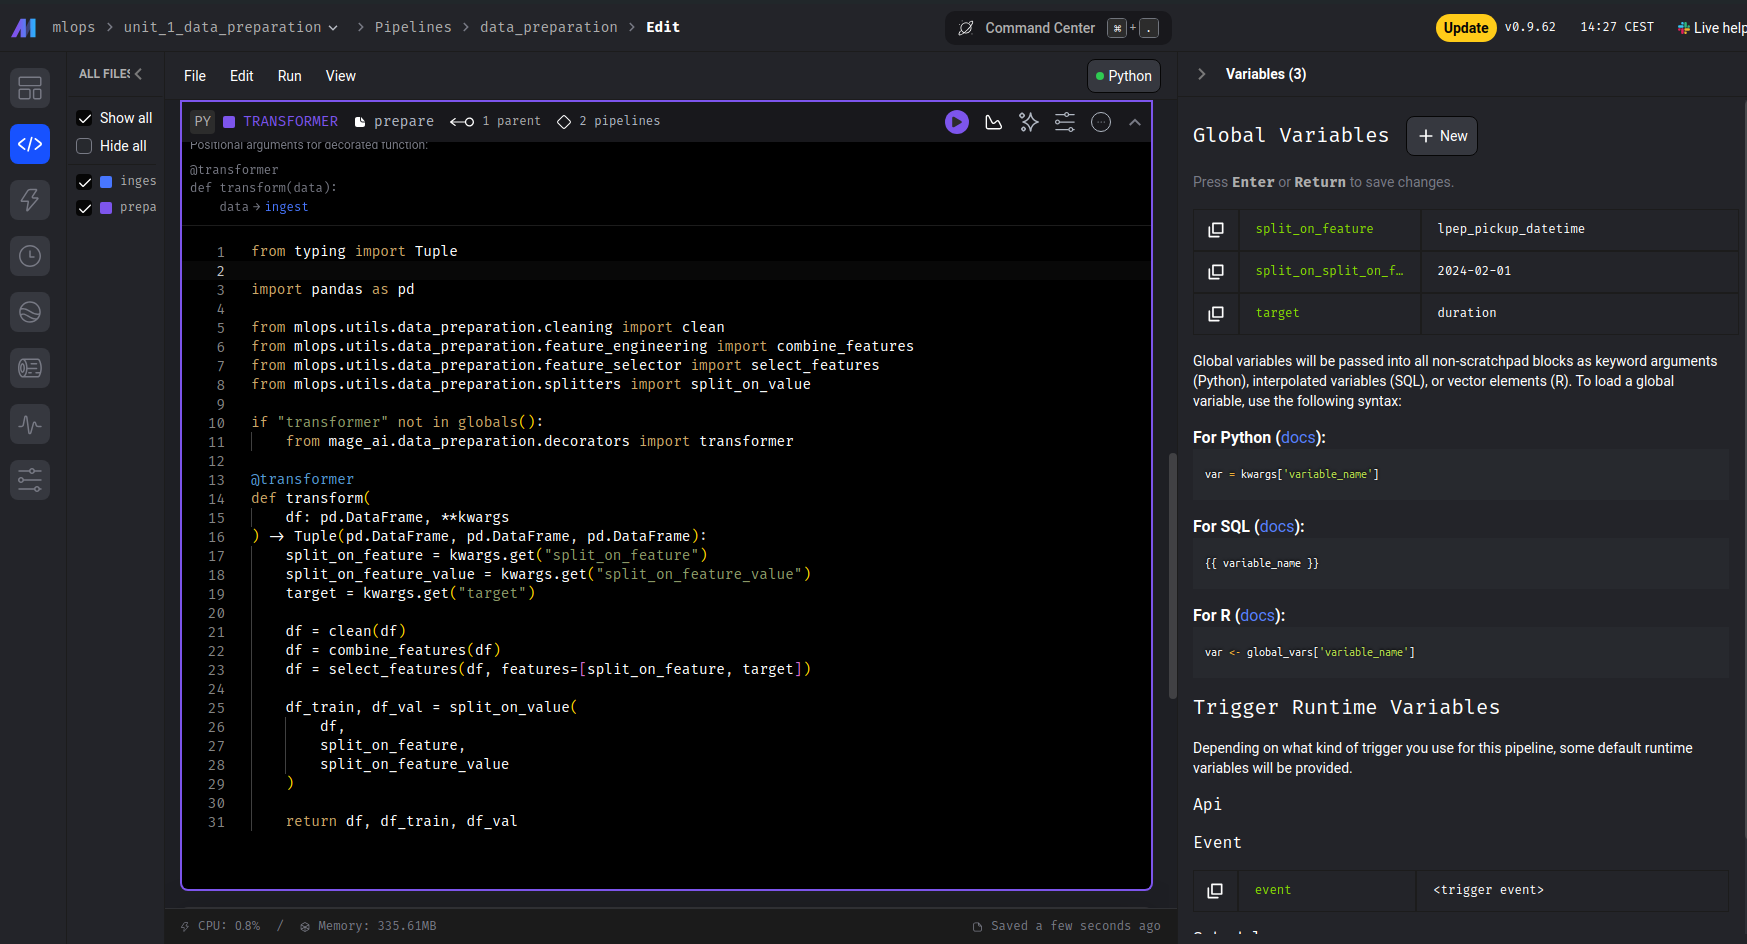 mlops > unit_1_data_preparation > Pipelines > data_preparation > Edit
Command Center ⌘ + .
Update v0.9.62 14:27 CEST Live help
ALL FILES
Show all
Hide all
inges
prepa
File Edit Run View
Python
PY TRANSFORMER prepare 1 parent 2 pipelines
Positional arguments for decorated function:
@transformer
def transform(data):
data → ingest
1 from typing import Tuple
2
3 import pandas as pd
4
5 from mlops.utils.data_preparation.cleaning import clean
6 from mlops.utils.data_preparation.feature_engineering import combine_features
7 from mlops.utils.data_preparation.feature_selector import select_features
8 from mlops.utils.data_preparation.splitters import split_on_value
9
10 if "transformer" not in globals():
11     from mage_ai.data_preparation.decorators import transformer
12
13 @transformer
14 def transform(
15     df: pd.DataFrame, **kwargs
16 ) -> Tuple(pd.DataFrame, pd.DataFrame, pd.DataFrame):
17     split_on_feature = kwargs.get("split_on_feature")
18     split_on_feature_value = kwargs.get("split_on_feature_value")
19     target = kwargs.get("target")
20
21     df = clean(df)
22     df = combine_features(df)
23     df = select_features(df, features=[split_on_feature, target])
24
25     df_train, df_val = split_on_value(
26         df,
27         split_on_feature,
28         split_on_feature_value
29     )
30
31     return df, df_train, df_val
CPU: 0.8% / Memory: 335.61MB
Saved a few seconds ago
Variables (3)
Global Variables
+ New
Press Enter or Return to save changes.
split_on_feature lpep_pickup_datetime
split_on_split_on_f… 2024-02-01
target duration
Global variables will be passed into all non-scratchpad blocks as keyword arguments
(Python), interpolated variables (SQL), or vector elements (R). To load a global
variable, use the following syntax:
For Python (docs):
var = kwargs['variable_name']
For SQL (docs):
{{ variable_name }}
For R (docs):
var <- global_vars['variable_name']
Trigger Runtime Variables
Depending on what kind of trigger you use for this pipeline, some default runtime
variables will be provided.
Api
Event
event <trigger event>